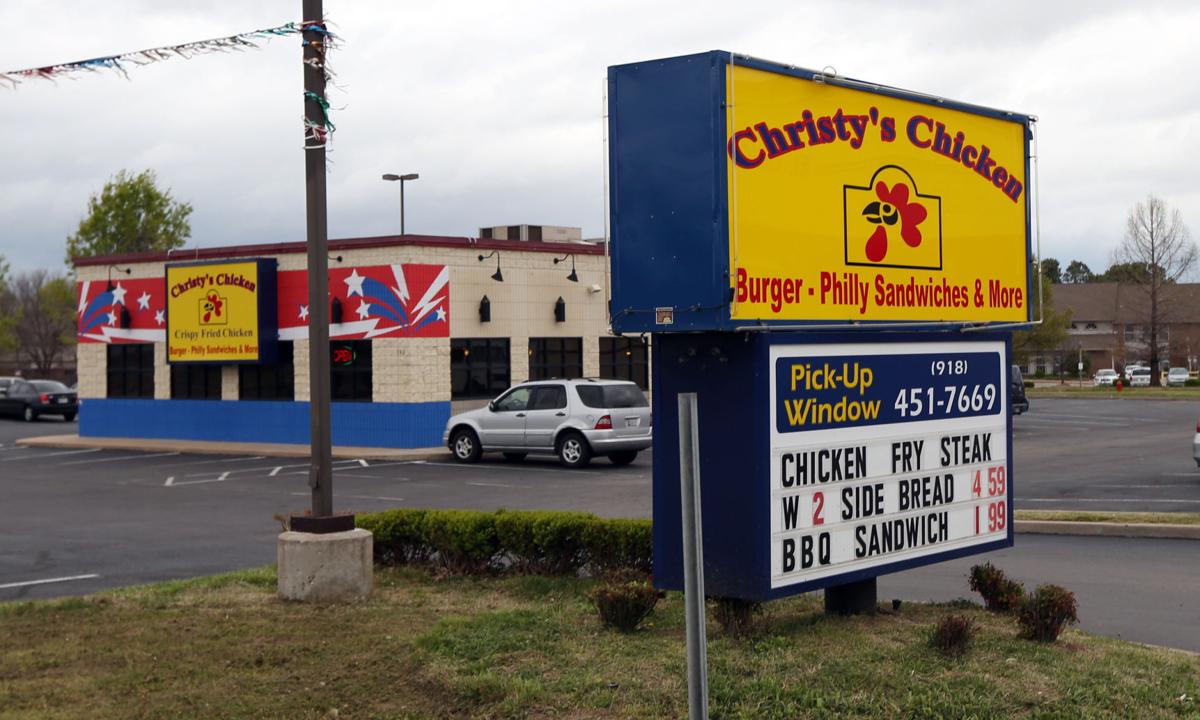 Christy's Chicken
Burger - Philly Sandwiches & More
Pick-Up
Window
(918)
451-7669
CHICKEN FRY STEAK
W 2 SIDE BREAD 4 59
BBQ SANDWICH 1 99
Christy's Chicken
Crispy Fried Chicken
Burger - Philly Sandwiches & More
OPEN